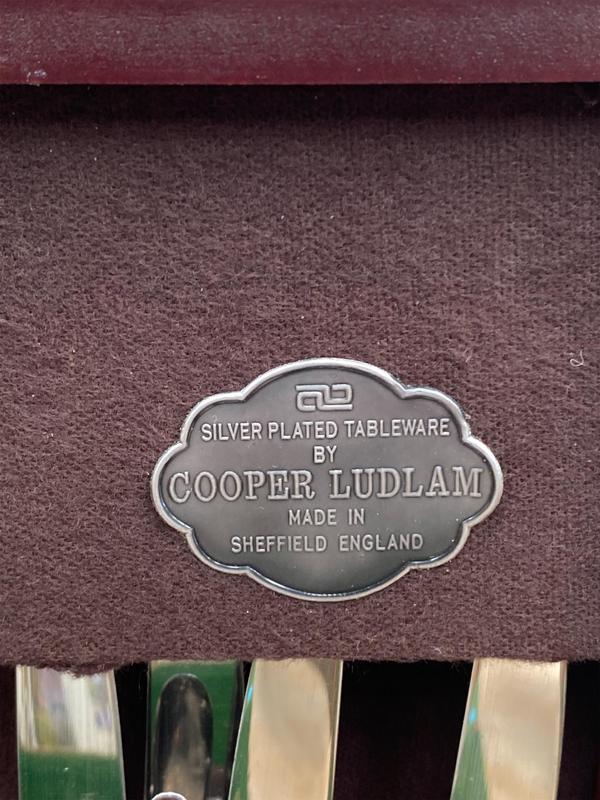 SILVER PLATED TABLEWARE
BY
COOPER LUDLAM
MADE IN
SHEFFIELD ENGLAND